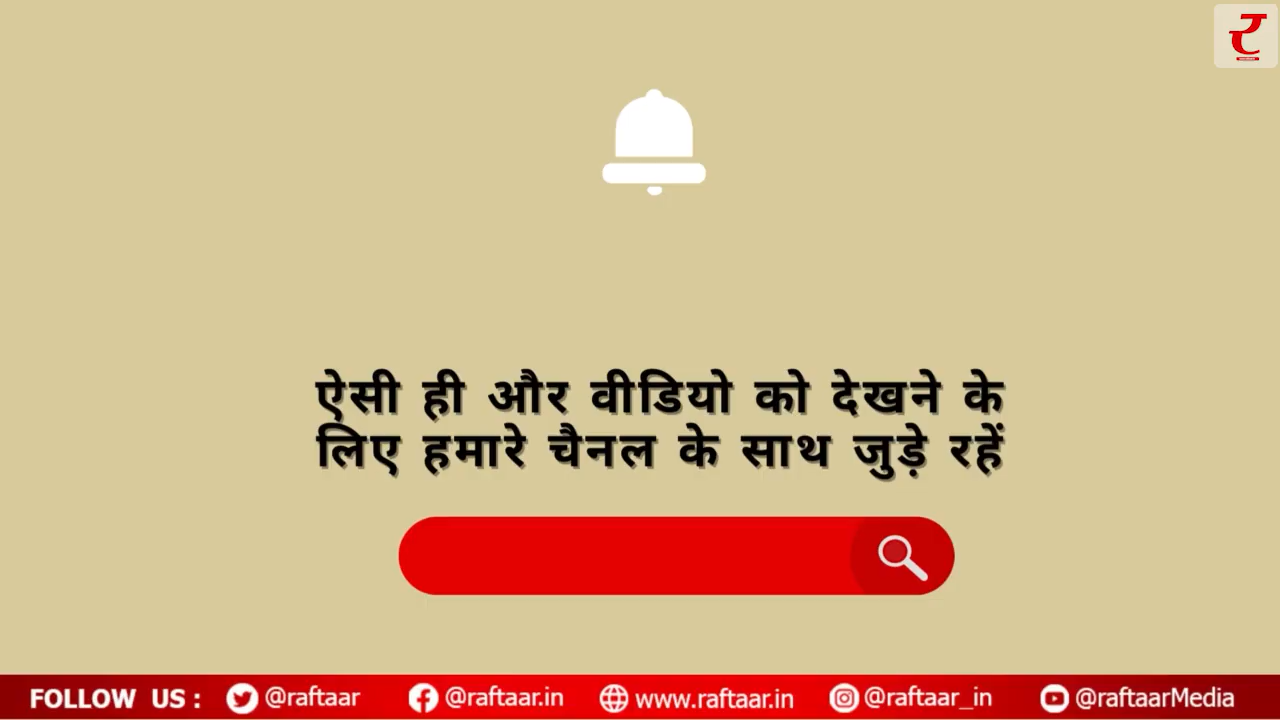 ऐसी ही और वीडियो को देखने के
लिए हमारे चैनल के साथ जुड़े रहें
FOLLOW US : @raftaar @raftaar.in www.raftaar.in @raftaar_in @raftaarMedia